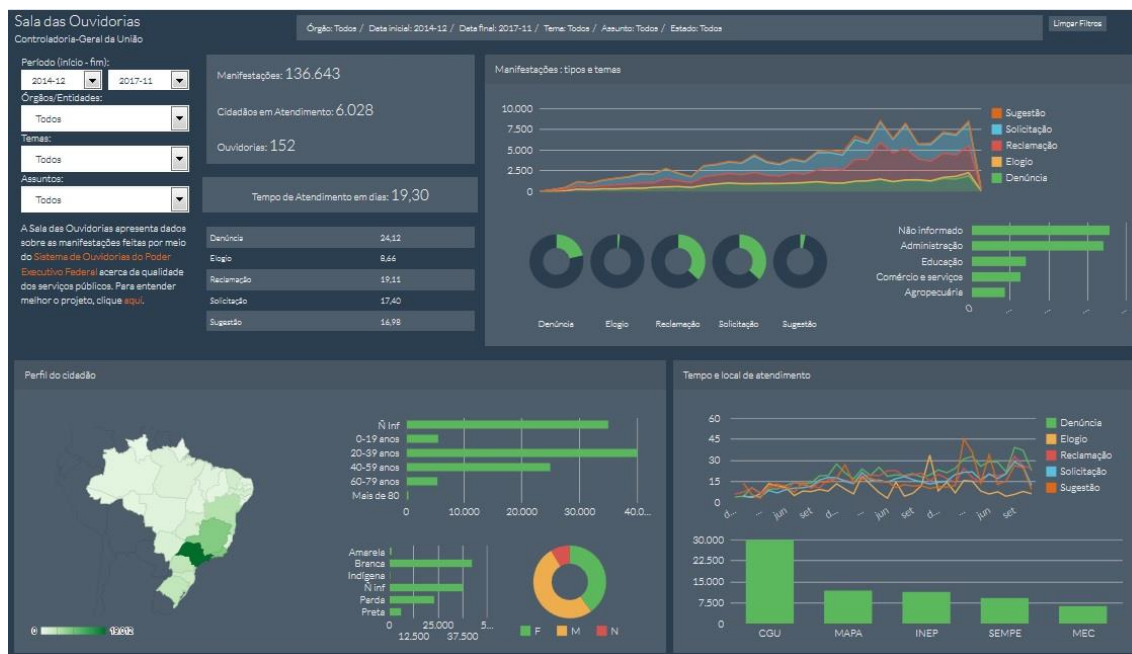 Sala das Ouvidorias
Controladoria-Geral da União
Órgão: Todos / Data inicial: 2014-12 / Data final: 2017-11 / Tema: Todos / Assunto: Todos / Estado: Todos
Limpar Filtros
Período (início - fim):
2014-12 2017-11
Órgãos/Entidades:
Todos
Temas:
Todos
Assuntos:
Todos
A Sala das Ouvidorias apresenta dados
sobre as manifestações feitas por meio
do Sistema de Ouvidorias do Poder
Executivo Federal acerca da qualidade
dos serviços públicos. Para entender
melhor o projeto, clique aqui.
Manifestações: 136.643
Cidadãos em Atendimento: 6.028
Ouvidorias: 152
Tempo de Atendimento em dias: 19,30
Denúncia 24,12
Elogio 8,66
Reclamação 19,11
Solicitação 17,40
Sugestão 16,98
Manifestações : tipos e temas
10.000
7.500
5.000
2.500
0
Sugestão
Solicitação
Reclamação
Elogio
Denúncia
Denúncia Elogio Reclamação Solicitação Sugestão
Não informado
Administração
Educação
Comércio e serviços
Agropecuária
0
Perfil do cidadão
0 19.012
Ñ Inf
0-19 anos
20-39 anos
40-59 anos
60-79 anos
Mais de 80
0 10.000 20.000 30.000 40.0...
Amarela
Branca
Indígena
Ñ inf
Parda
Preta
0 25.000 5...
12.500 37.500
F M N
Tempo e local de atendimento
60
45
30
15
0
d... ... jun set d... ... jun set d... ... jun set
Denúncia
Elogio
Reclamação
Solicitação
Sugestão
30.000
22.500
15.000
7.500
0
CGU MAPA INEP SEMPE MEC